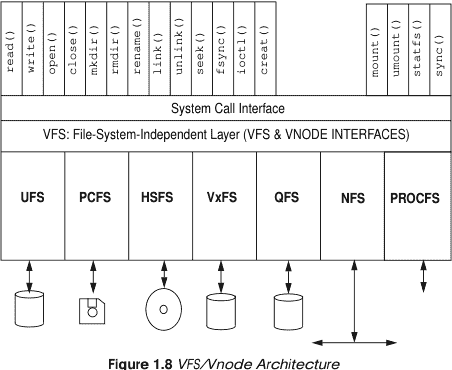 read()
write()
open()
close()
mkdir()
rmdir()
rename()
link()
unlink()
seek()
fsync()
ioctl()
creat()
mount()
umount()
statfs()
sync()
System Call Interface
VFS: File-System-Independent Layer (VFS & VNODE INTERFACES)
UFS PCFS HSFS VxFS QFS NFS PROCFS
Figure 1.8 VFS/Vnode Architecture